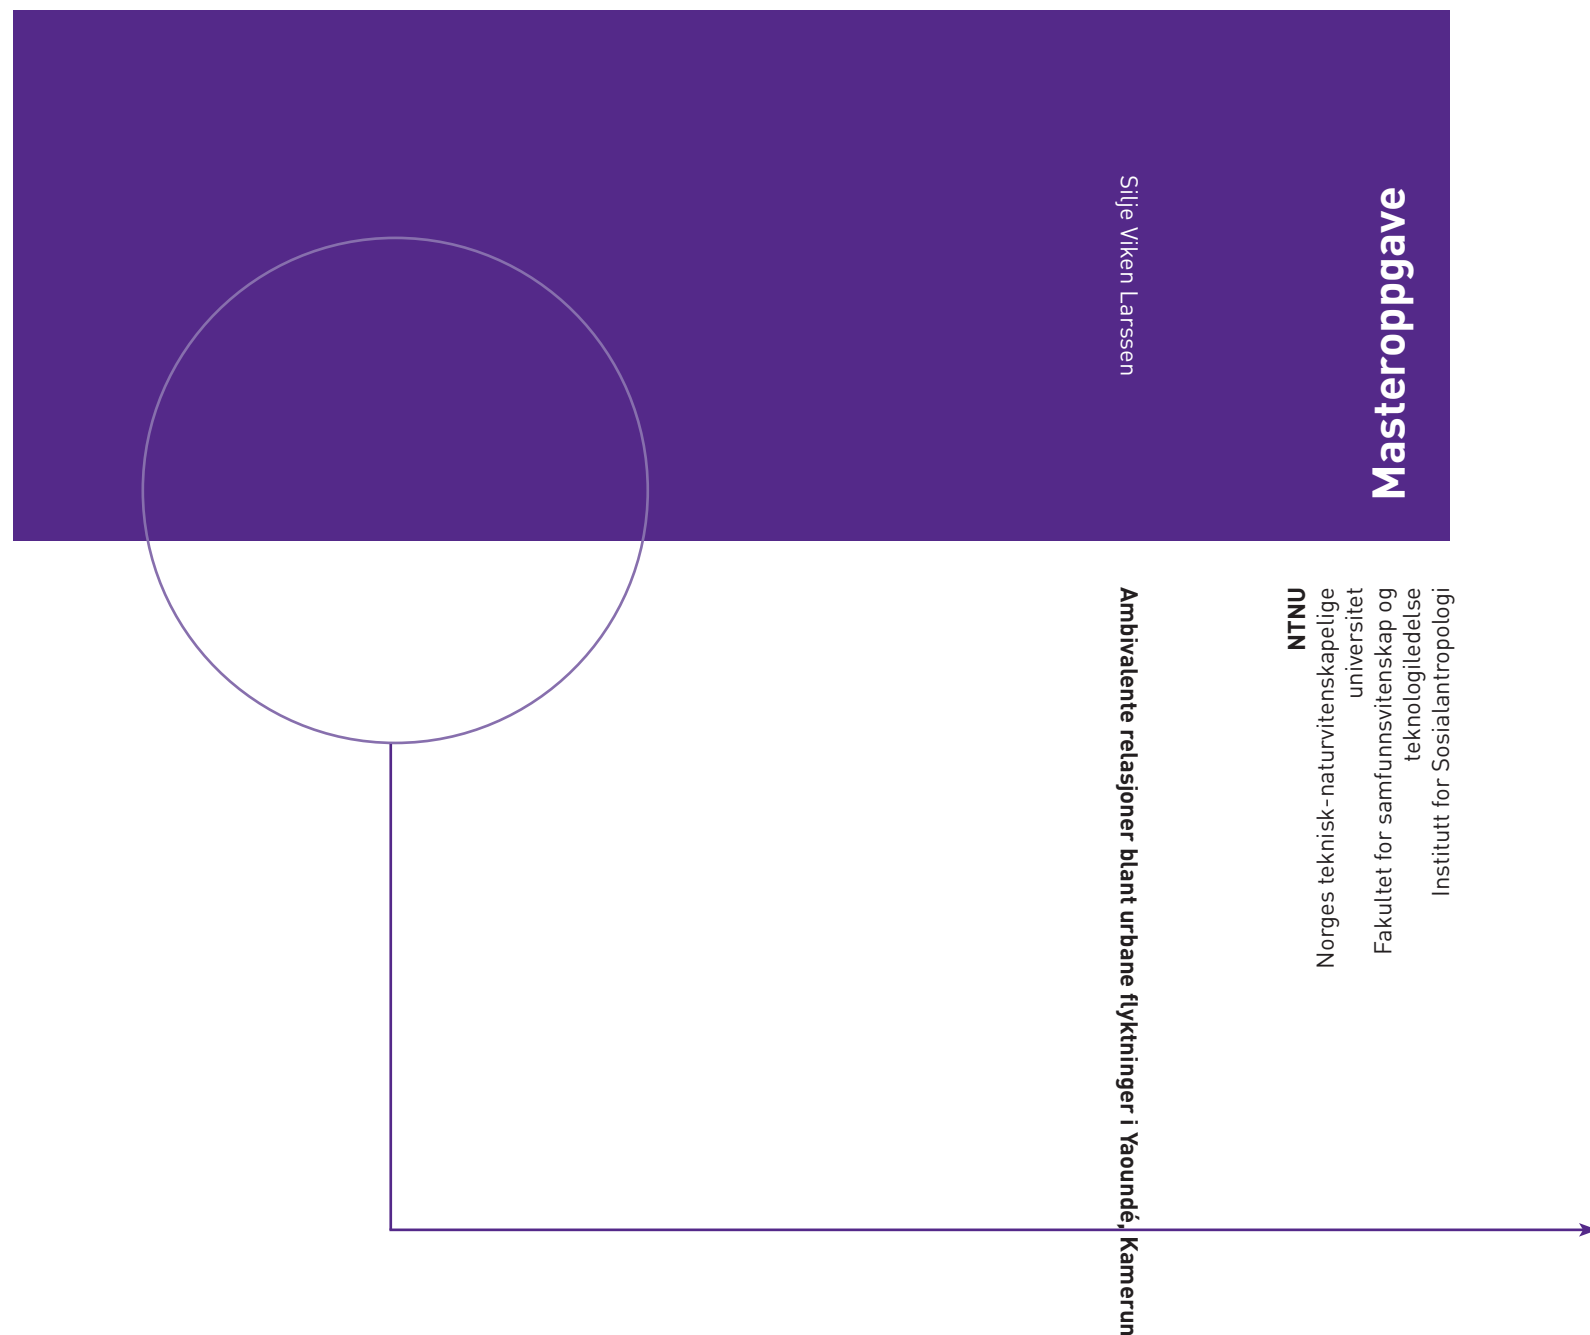 Masteroppgave
Silje Viken Larssen
Ambivalente relasjoner blant urbane flyktninger i Yaoundé, Kamerun
NTNU
Norges teknisk-naturvitenskapelige
universitet
Fakultet for samfunnsvitenskap og
teknologiledelse
Institutt for Sosialantropologi